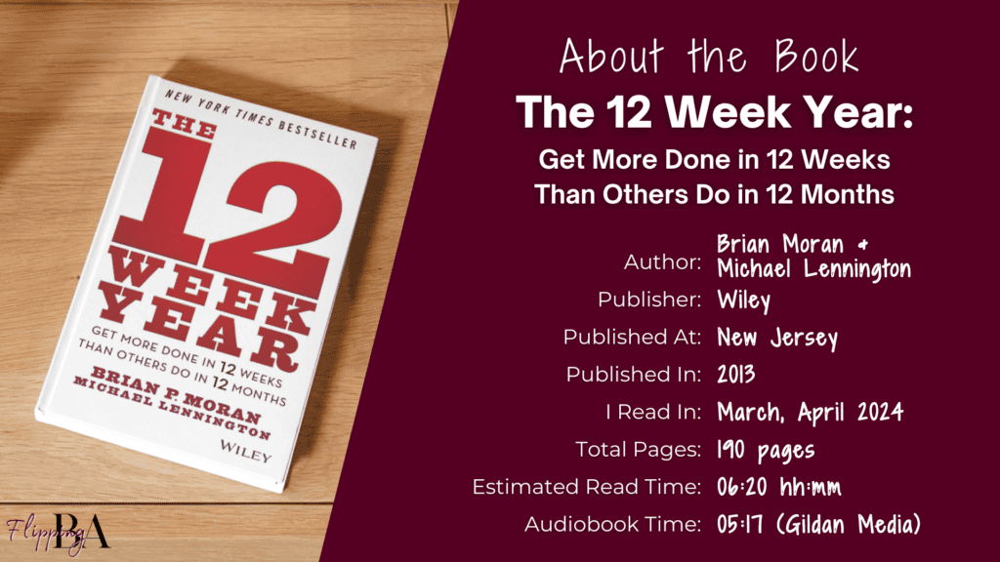 NEW YORK TIMES BESTSELLER
THE
12
WEEK
YEAR
GET MORE DONE IN 12 WEEKS
THAN OTHERS DO IN 12 MONTHS
BRIAN P. MORAN
MICHAEL LENNINGTON
WILEY
Flipping BA
About the Book
The 12 Week Year:
Get More Done in 12 Weeks
Than Others Do in 12 Months
Author: Brian Moran &
Michael Lennington
Publisher: Wiley
Published At: New Jersey
Published In: 2013
I Read In: March, April 2024
Total Pages: 190 pages
Estimated Read Time: 06:20 hh:mm
Audiobook Time: 05:17 (Gildan Media)